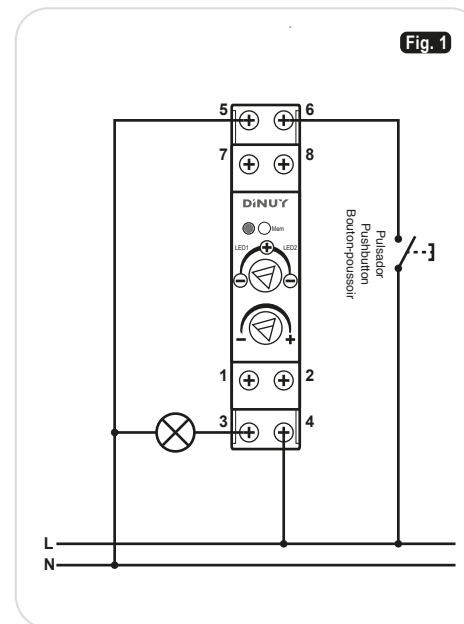 Fig. 1
5 6
7 8
DiNUY
Mem
LED1 LED2
- +
1 2
3 4
Pulsador
Pushbutton
Bouton-poussoir
L
N